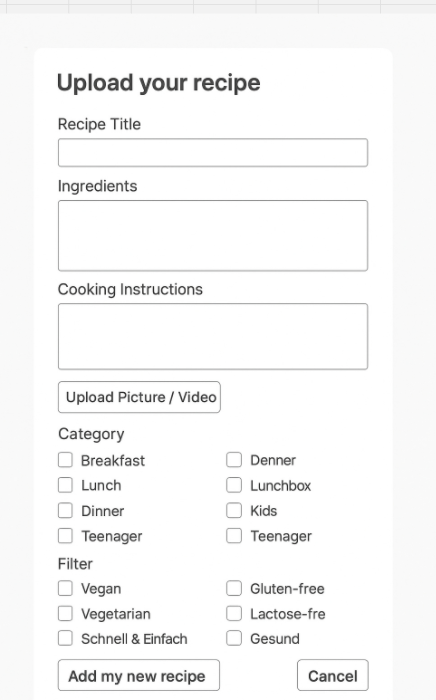 Upload your recipe
Recipe Title
Ingredients
Cooking Instructions
Upload Picture / Video
Category
Breakfast Denner
Lunch Lunchbox
Dinner Kids
Teenager Teenager
Filter
Vegan Gluten-free
Vegetarian Lactose-fre
Schnell & Einfach Gesund
Add my new recipe Cancel